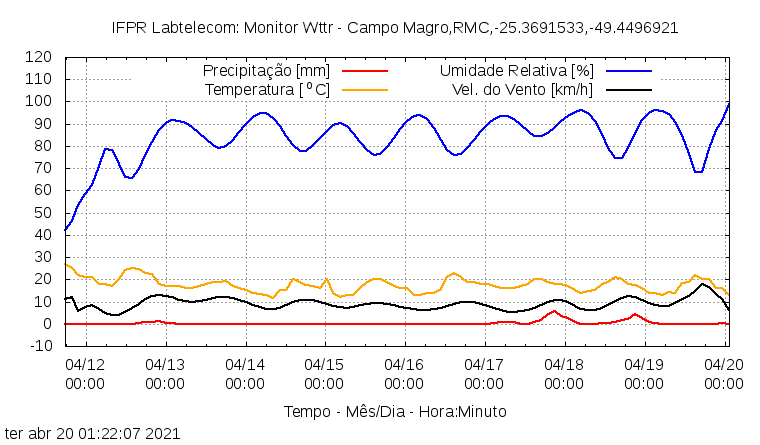 IFPR Labtelecom: Monitor Wttr - Campo Magro,RMC,-25.3691533,-49.4496921
Precipitação [mm]
Umidade Relativa [%]
Temperatura [⁰C]
Vel. do Vento [km/h]
120
110
100
90
80
70
60
50
40
30
20
10
0
-10
04/12 04/13 04/14 04/15 04/16 04/17 04/18 04/19 04/20
00:00 00:00 00:00 00:00 00:00 00:00 00:00 00:00 00:00
Tempo - Mês/Dia - Hora:Minuto
ter abr 20 01:22:07 2021